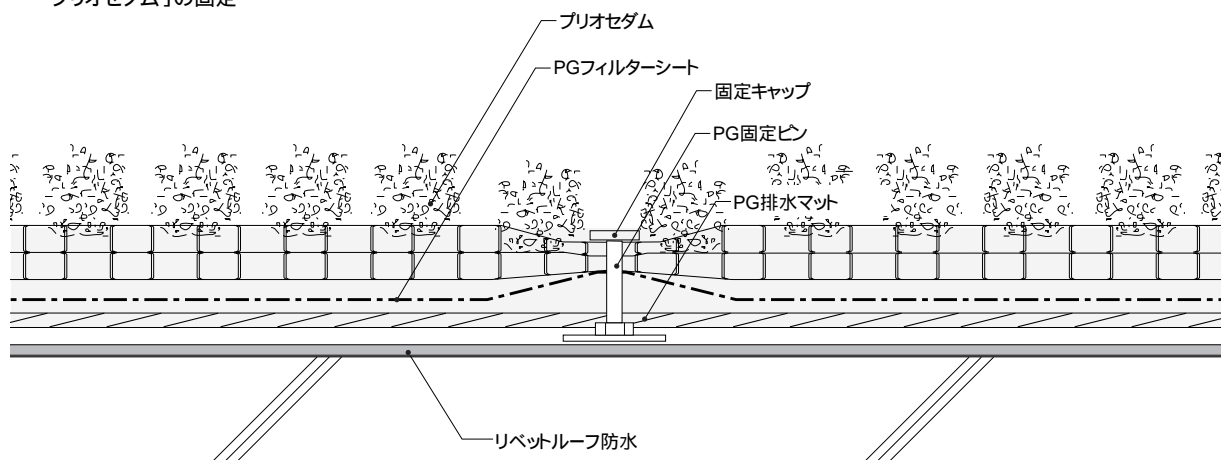 プリオセダム」の固定
プリオセダム
PGフィルターシート
固定キャップ
PG固定ピン
PG排水マット
リベットルーフ防水